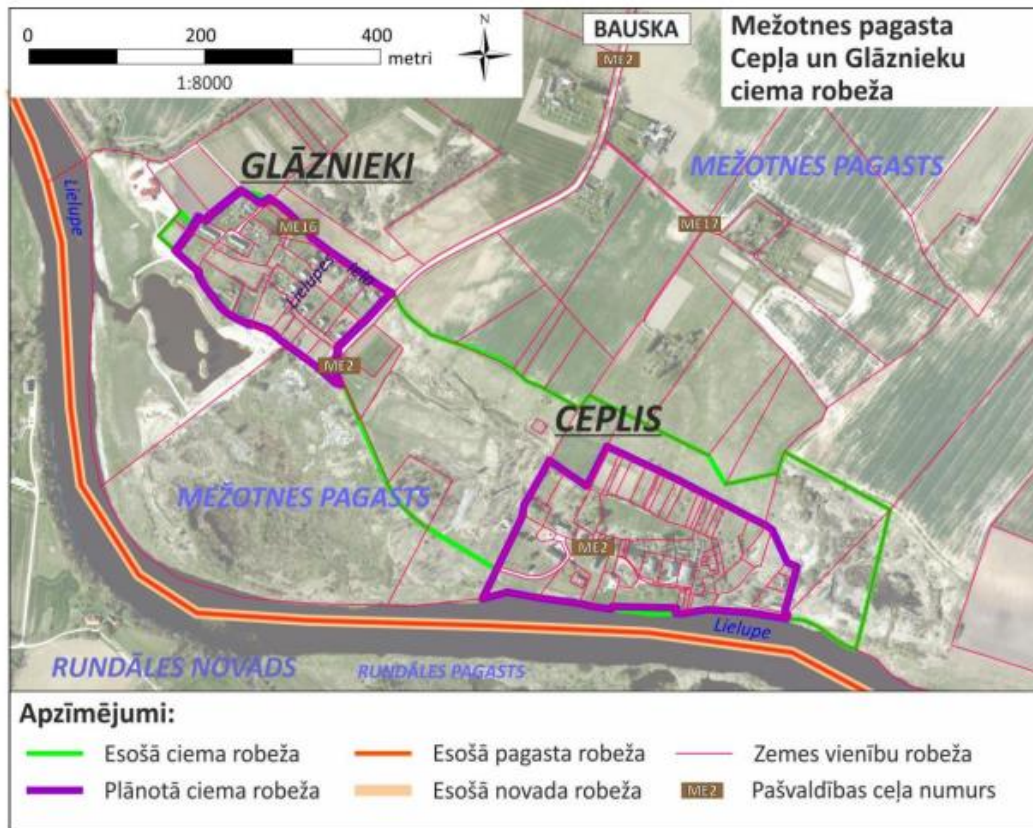 0 200 400 metri
1:8000
N
BAUSKA
ME2
Mežotnes pagasta
Cepļa un Glāznieku
ciema robeža
GLĀZNIEKI
MEŽOTNES PAGASTS
Lielupe
ME16
ME17
Lielupes iela
ME2
CEPLIS
MEŽOTNES PAGASTS
ME2
Lielupe
RUNDĀLES NOVADS
RUNDĀLES PAGASTS
Apzīmējumi:
Esošā ciema robeža
Esošā pagasta robeža
Zemes vienību robeža
Plānotā ciema robeža
Esošā novada robeža
ME2 Pašvaldības ceļa numurs